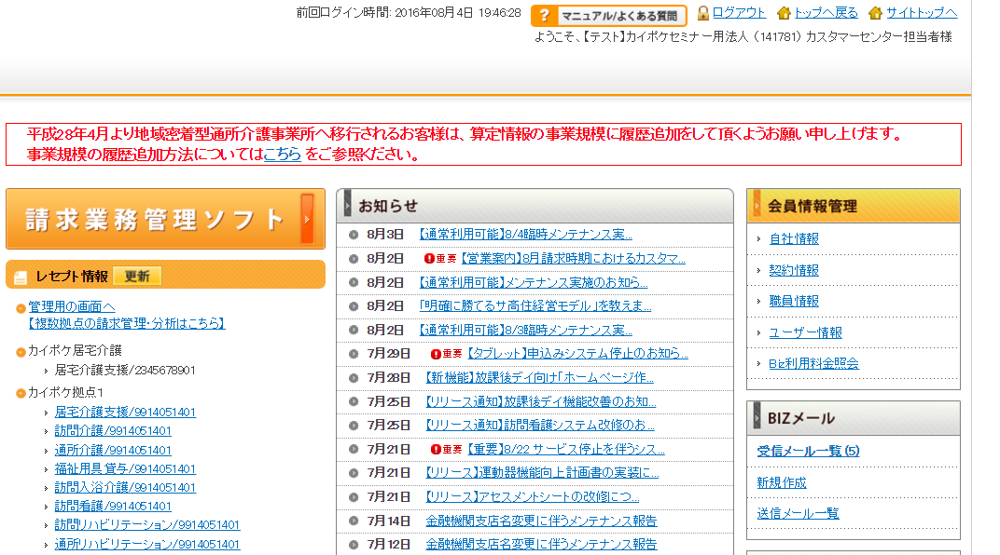 前回ログイン時間: 2016年08月4日 19:46:28 ? マニュアル/よくある質問 ログアウト トップへ戻る サイトトップへ
ようこそ、【テスト】カイポケセミナー用法人 (141781) カスタマーセンター担当者様
平成28年4月より地域密着型通所介護事業所へ移行されるお客様は、算定情報の事業規模に履歴追加をして頂くようお願い申し上げます。
事業規模の履歴追加方法についてはこちら をご参照ください。
請求業務管理ソフト
レセプト情報 更新
管理用の画面へ
【複数拠点の請求管理・分析はこちら】
カイポケ居宅介護
居宅介護支援/2345678901
カイポケ拠点1
居宅介護支援/9914051401
訪問介護/9914051401
通所介護/9914051401
福祉用具貸与/9914051401
訪問入浴介護/9914051401
訪問看護/9914051401
訪問リハビリテーション/9914051401
通所リハビリテーション/9914051401
お知らせ
8月3日 【通常利用可能】8/4臨時メンテナンス実...
8月2日 重要 【営業案内】8月請求時期におけるカスタマ...
8月2日 【通常利用可能】メンテナンス実施のお知ら...
8月2日 「明確に勝てるサ高住経営モデル」を教えま...
8月2日 【通常利用可能】8/3臨時メンテナンス実...
7月29日 重要 【タブレット】申込みシステム停止のお知ら...
7月28日 【新機能】放課後デイ向け「ホームページ作...
7月25日 【リリース通知】放課後デイ機能改善のお知...
7月25日 【リリース通知】訪問看護システム改修のお...
7月21日 重要 【重要】8/22 サービス停止を伴うシス...
7月21日 【リリース】運動器機能向上計画書の実装に...
7月21日 【リリース】アセスメントシートの改修につ...
7月14日 金融機関支店名変更に伴うメンテナンス報告
7月12日 金融機関支店名変更に伴うメンテナンス報告
会員情報管理
自社情報
契約情報
職員情報
ユーザー情報
Biz利用料金照会
BIZメール
受信メール一覧(5)
新規作成
送信メール一覧